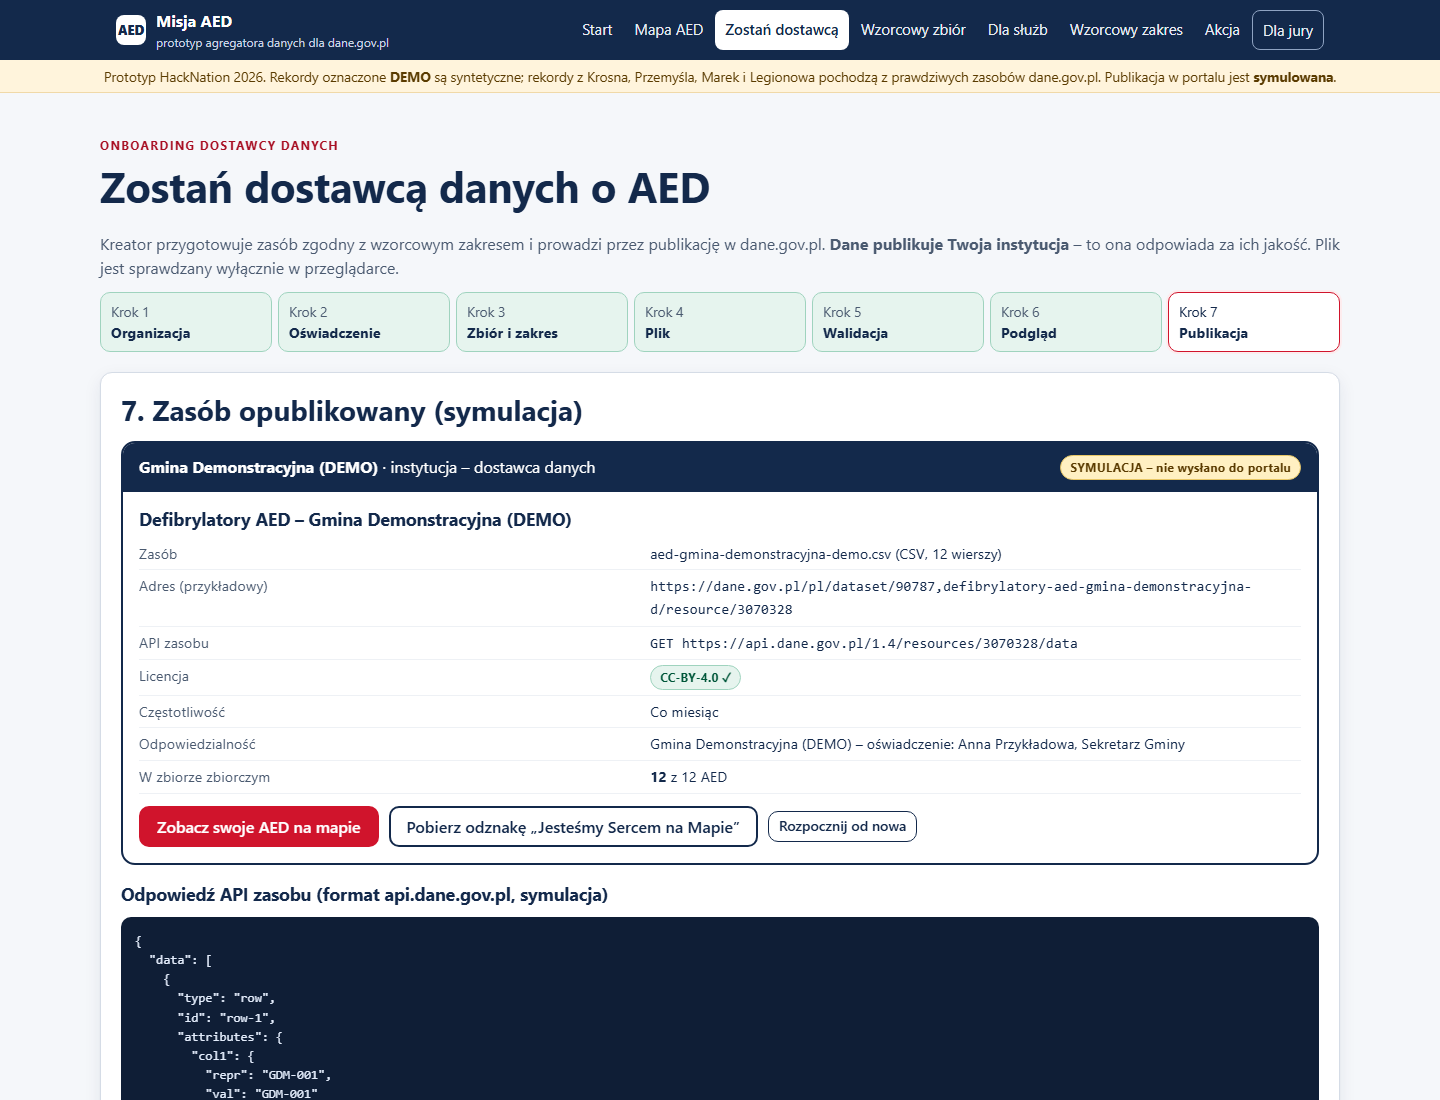 AED
Misja AED
prototyp agregatora danych dla dane.gov.pl
Start
Mapa AED
Zostań dostawcą
Wzorcowy zbiór
Dla służb
Wzorcowy zakres
Akcja
Dla jury
Prototyp HackNation 2026. Rekordy oznaczone DEMO są syntetyczne; rekordy z Krosna, Przemyśla, Marek i Legionowa pochodzą z prawdziwych zasobów dane.gov.pl. Publikacja w portalu jest symulowana.
ONBOARDING DOSTAWCY DANYCH
Zostań dostawcą danych o AED
Kreator przygotowuje zasób zgodny z wzorcowym zakresem i prowadzi przez publikację w dane.gov.pl. Dane publikuje Twoja instytucja – to ona odpowiada za ich jakość. Plik
jest sprawdzany wyłącznie w przeglądarce.
Krok 1
Organizacja
Krok 2
Oświadczenie
Krok 3
Zbiór i zakres
Krok 4
Plik
Krok 5
Walidacja
Krok 6
Podgląd
Krok 7
Publikacja
7. Zasób opublikowany (symulacja)
Gmina Demonstracyjna (DEMO) · instytucja – dostawca danych
SYMULACJA – nie wysłano do portalu
Defibrylatory AED – Gmina Demonstracyjna (DEMO)
Zasób
aed-gmina-demonstracyjna-demo.csv (CSV, 12 wierszy)
Adres (przykładowy)
https://dane.gov.pl/pl/dataset/90787,defibrylatory-aed-gmina-demonstracyjna-
d/resource/3070328
API zasobu
GET https://api.dane.gov.pl/1.4/resources/3070328/data
Licencja
CC-BY-4.0 ✓
Częstotliwość
Co miesiąc
Odpowiedzialność
Gmina Demonstracyjna (DEMO) – oświadczenie: Anna Przykładowa, Sekretarz Gminy
W zbiorze zbiorczym
12 z 12 AED
Zobacz swoje AED na mapie
Pobierz odznakę „Jesteśmy Sercem na Mapie”
Rozpocznij od nowa
Odpowiedź API zasobu (format api.dane.gov.pl, symulacja)
{
"data": [
{
"type": "row",
"id": "row-1",
"attributes": {
"col1": {
"repr": "GDM-001",
"val": "GDM-001"